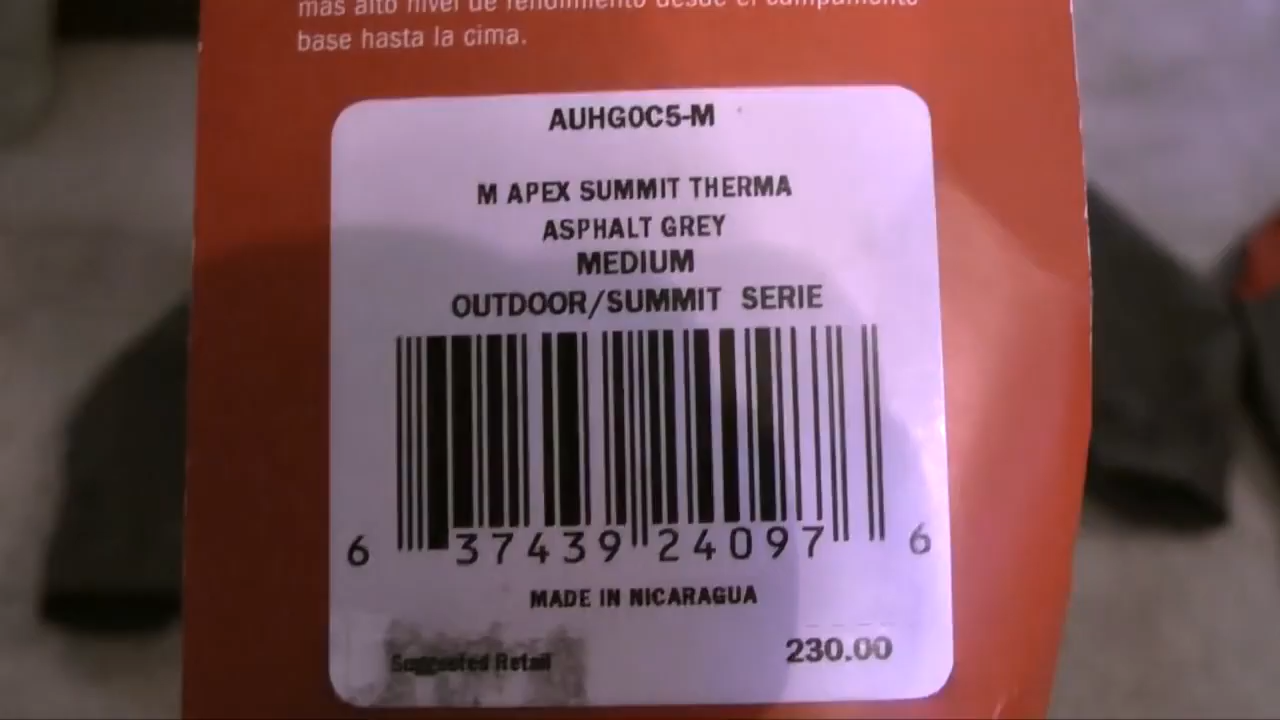 más alto nivel de rendimiento desde el campamento
base hasta la cima.
AUHG0C5-M
M APEX SUMMIT THERMA
ASPHALT GREY
MEDIUM
OUTDOOR/SUMMIT SERIE
6 37439 24097 6
MADE IN NICARAGUA
Suggested Retail 230.00